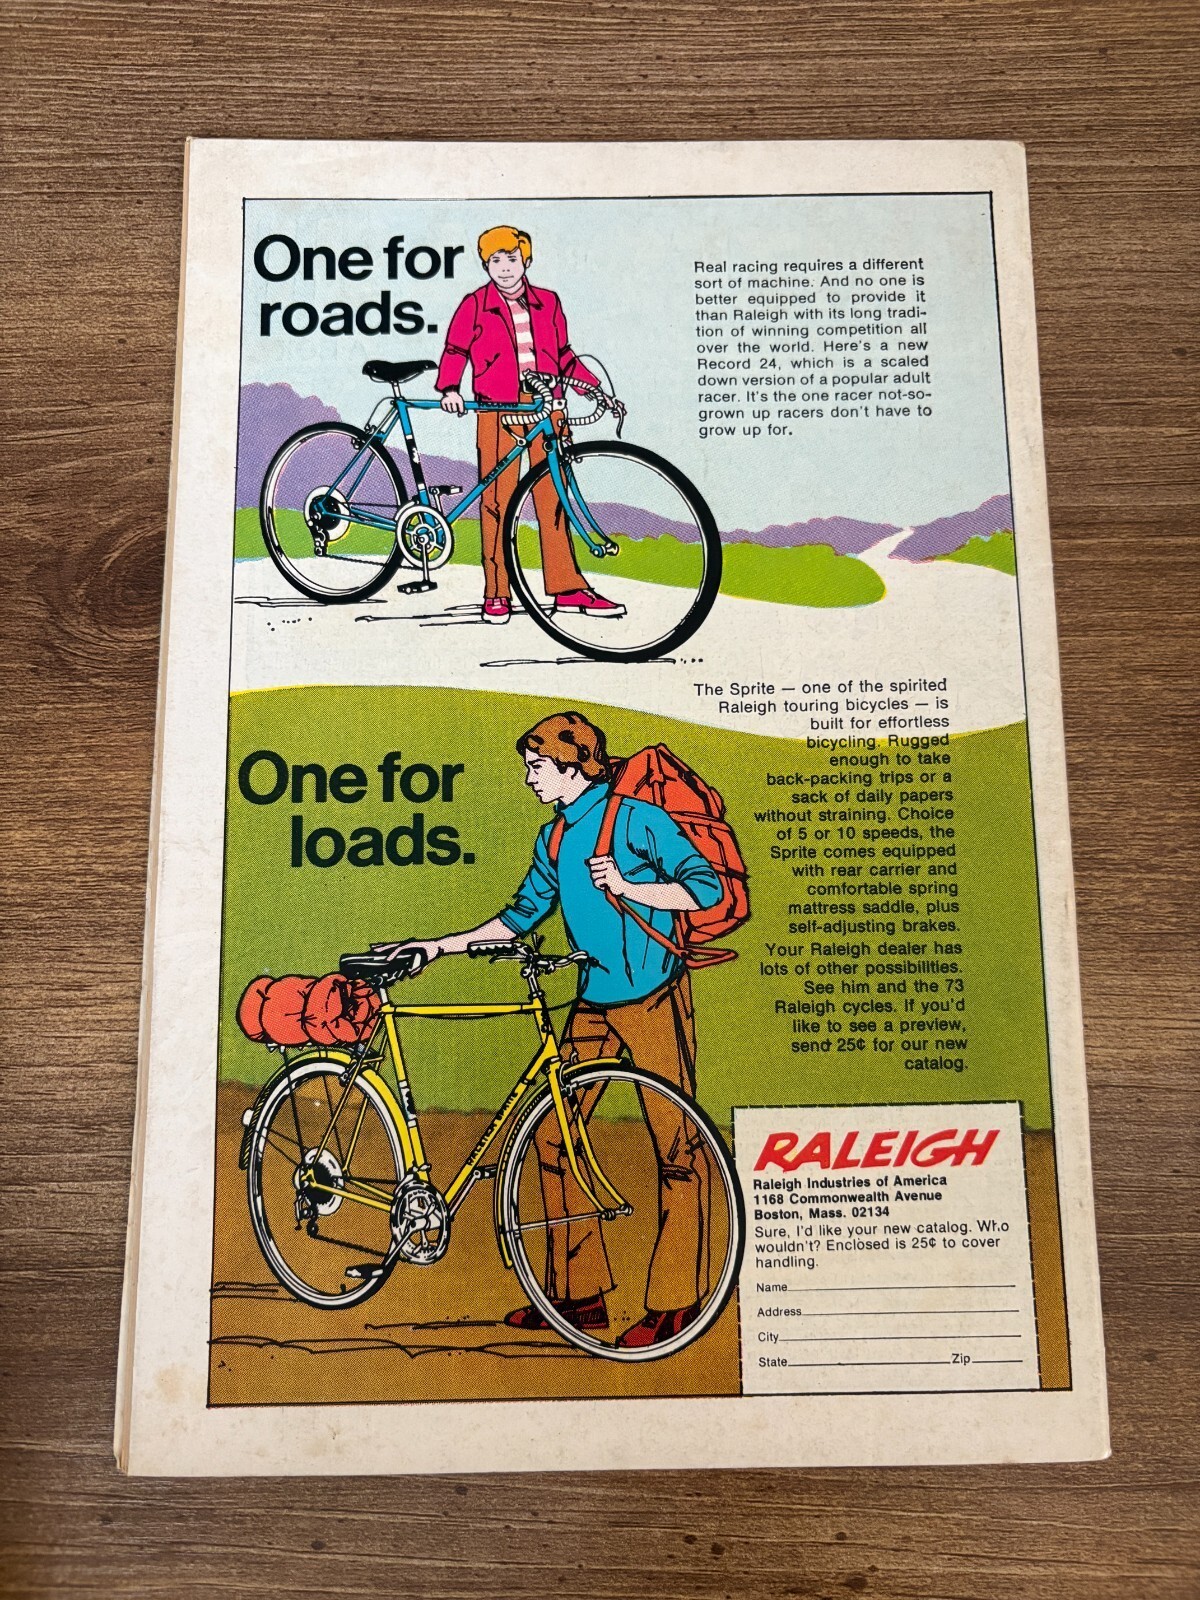 One for
roads.
Real racing requires a different
sort of machine. And no one is
better equipped to provide it
than Raleigh with its long tradi-
tion of winning competition all
over the world. Here's a new
Record 24, which is a scaled
down version of a popular adult
racer. It's the one racer not-so-
grown up racers don't have to
grow up for.
RALEIGH
The Sprite — one of the spirited
Raleigh touring bicycles — is
built for effortless
bicycling. Rugged
enough to take
back-packing trips or a
sack of daily papers
without straining. Choice
of 5 or 10 speeds, the
Sprite comes equipped
with rear carrier and
comfortable spring
mattress saddle, plus
self-adjusting brakes.
Your Raleigh dealer has
lots of other possibilities.
See him and the 73
Raleigh cycles. If you'd
like to see a preview,
send 25¢ for our new
catalog.
One for
loads.
RALEIGH SPRITE
RALEIGH
Raleigh Industries of America
1168 Commonwealth Avenue
Boston, Mass. 02134
Sure, I'd like your new catalog. Who
wouldn't? Enclosed is 25¢ to cover
handling.
Name
Address
City
State Zip